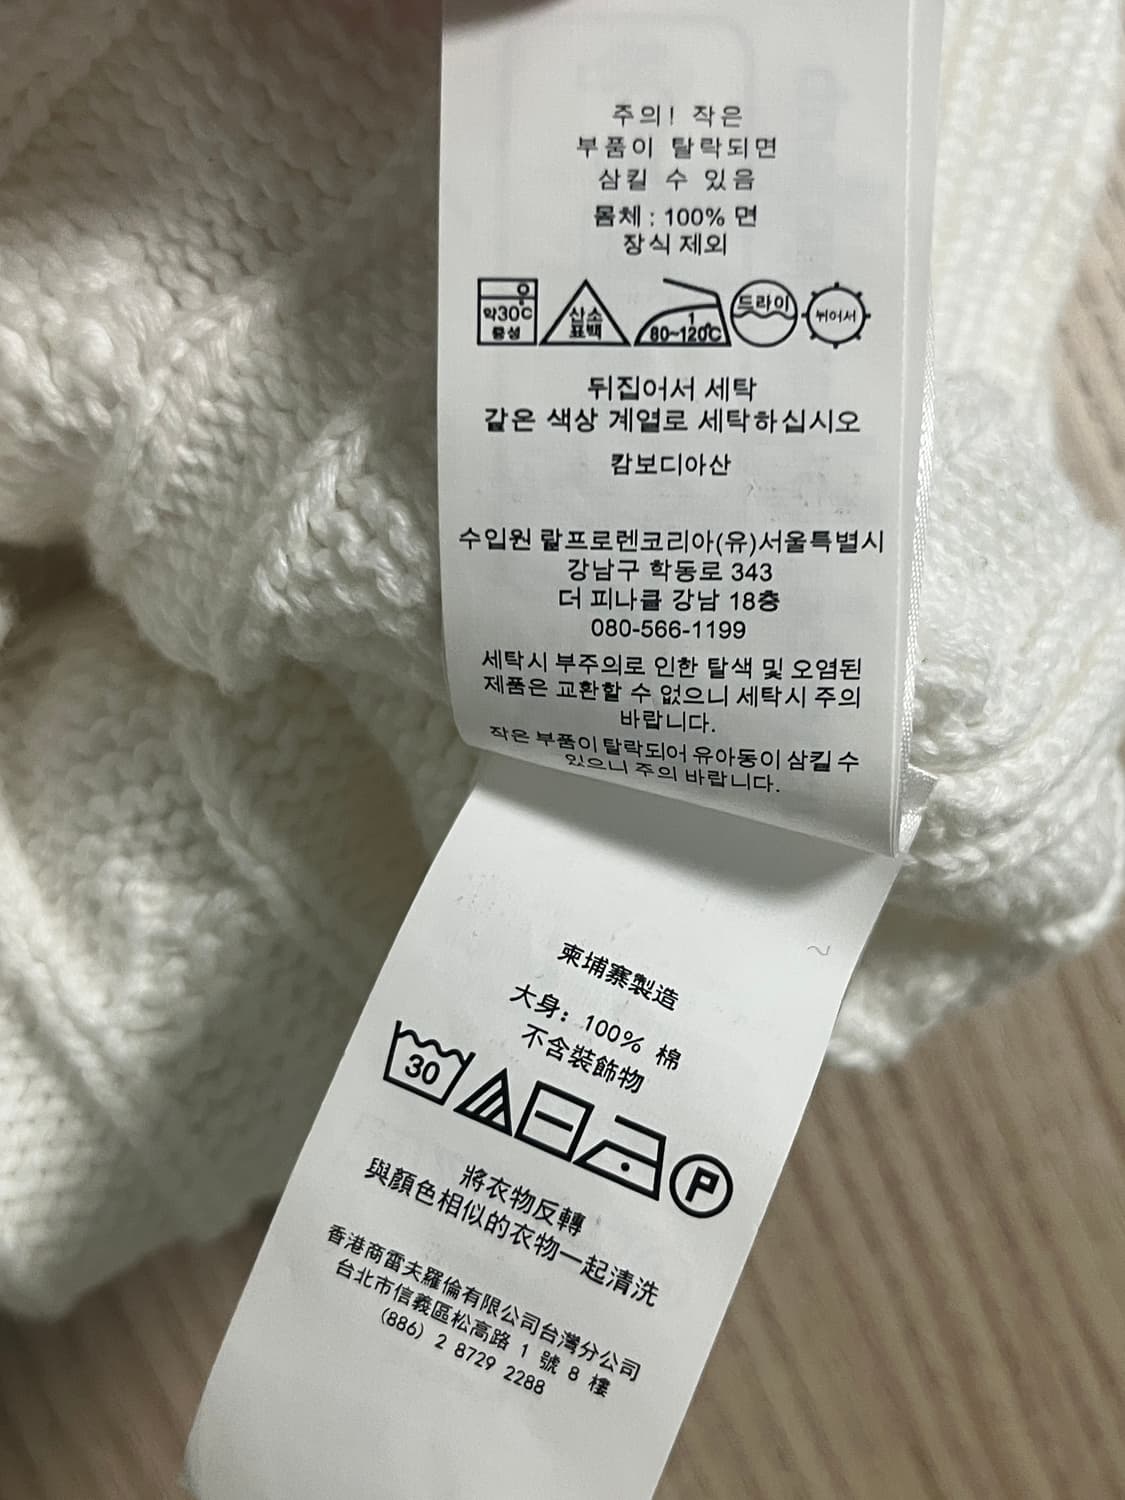 주의! 작은
부품이 탈락되면
삼킬 수 있음
몸체 : 100% 면
장식 제외
약30℃
중성
산소
표백
1
80~120℃
드라이
뉘어서
뒤집어서 세탁
같은 색상 계열로 세탁하십시오
캄보디아산
수입원 랄프로렌코리아(유)서울특별시
강남구 학동로 343
더 피나클 강남 18층
080-566-1199
세탁시 부주의로 인한 탈색 및 오염된
제품은 교환할 수 없으니 세탁시 주의
바랍니다.
작은 부품이 탈락되어 유아동이 삼킬 수
있으니 주의 바랍니다.
柬埔寨製造
大身: 100% 棉
不含裝飾物
30
P
將衣物反轉
與顏色相似的衣物一起清洗
香港商雷夫羅倫有限公司台灣分公司
台北市信義區松高路 1 號 8 樓
(886) 2 8729 2288